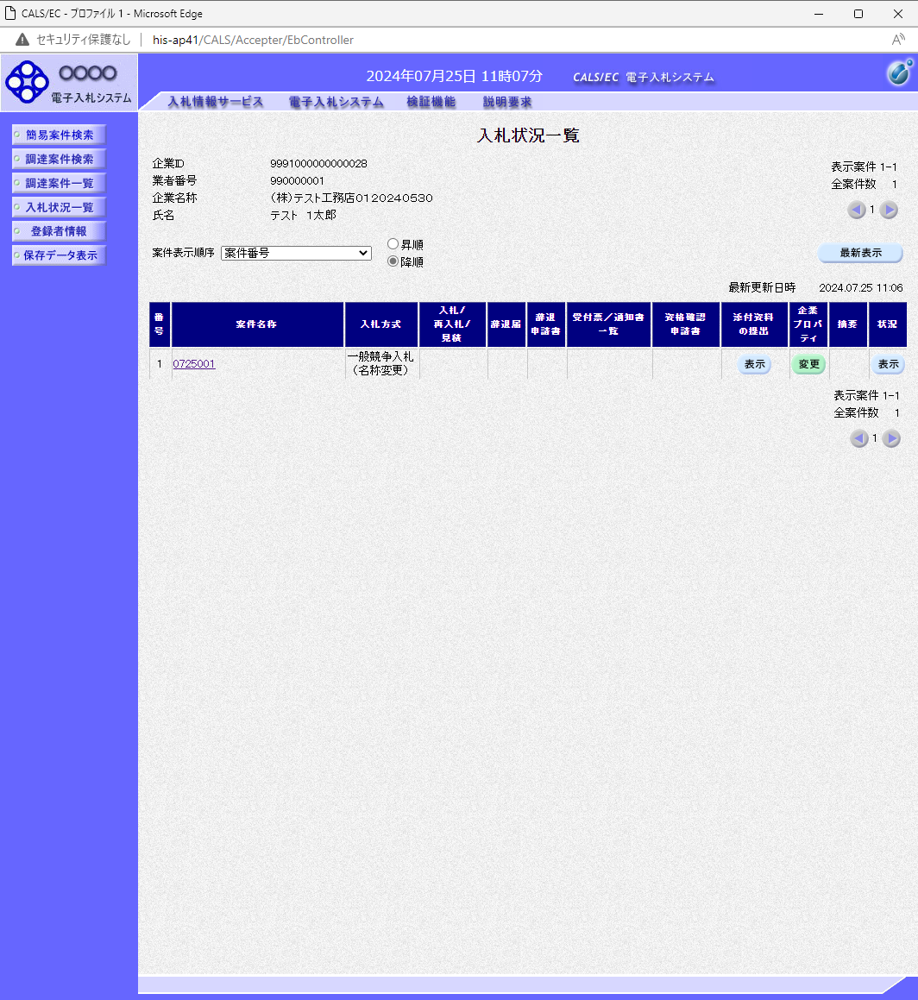 CALS/EC - プロファイル 1 - Microsoft Edge
セキュリティ保護なし | his-ap41/CALS/Accepter/EbController
2024年07月25日 11時07分 CALS/EC 電子入札システム
電子入札システム
入札情報サービス 電子入札システム 検証機能 説明要求
簡易案件検索
調達案件検索
調達案件一覧
入札状況一覧
登録者情報
保存データ表示
入札状況一覧
企業ID 9991000000000028
業者番号 990000001
企業名称 (株)テスト工務店0120240530
氏名 テスト 1太郎
表示案件 1-1
全案件数 1
1
案件表示順序 案件番号
昇順
降順
最新表示
最新更新日時 2024.07.25 11:06
番号 案件名称 入札方式 入札/再入札/見積 辞退届 辞退申請書 受付票/通知書一覧 資格確認申請書 添付資料の提出 企業プロパティ 摘要 状況
1 0725001 一般競争入札(名称変更) 表示 変更 表示
表示案件 1-1
全案件数 1
1